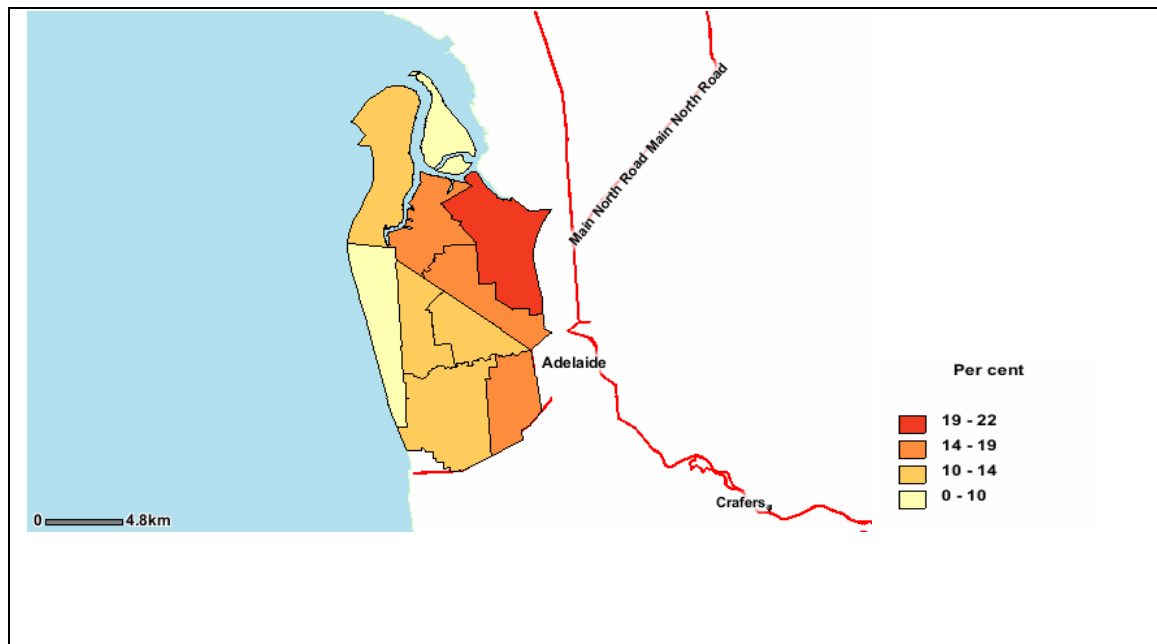 Main North Road Main North Road
Adelaide
Crafers
0 4.8km
Per cent
19 - 22
14 - 19
10 - 14
0 - 10